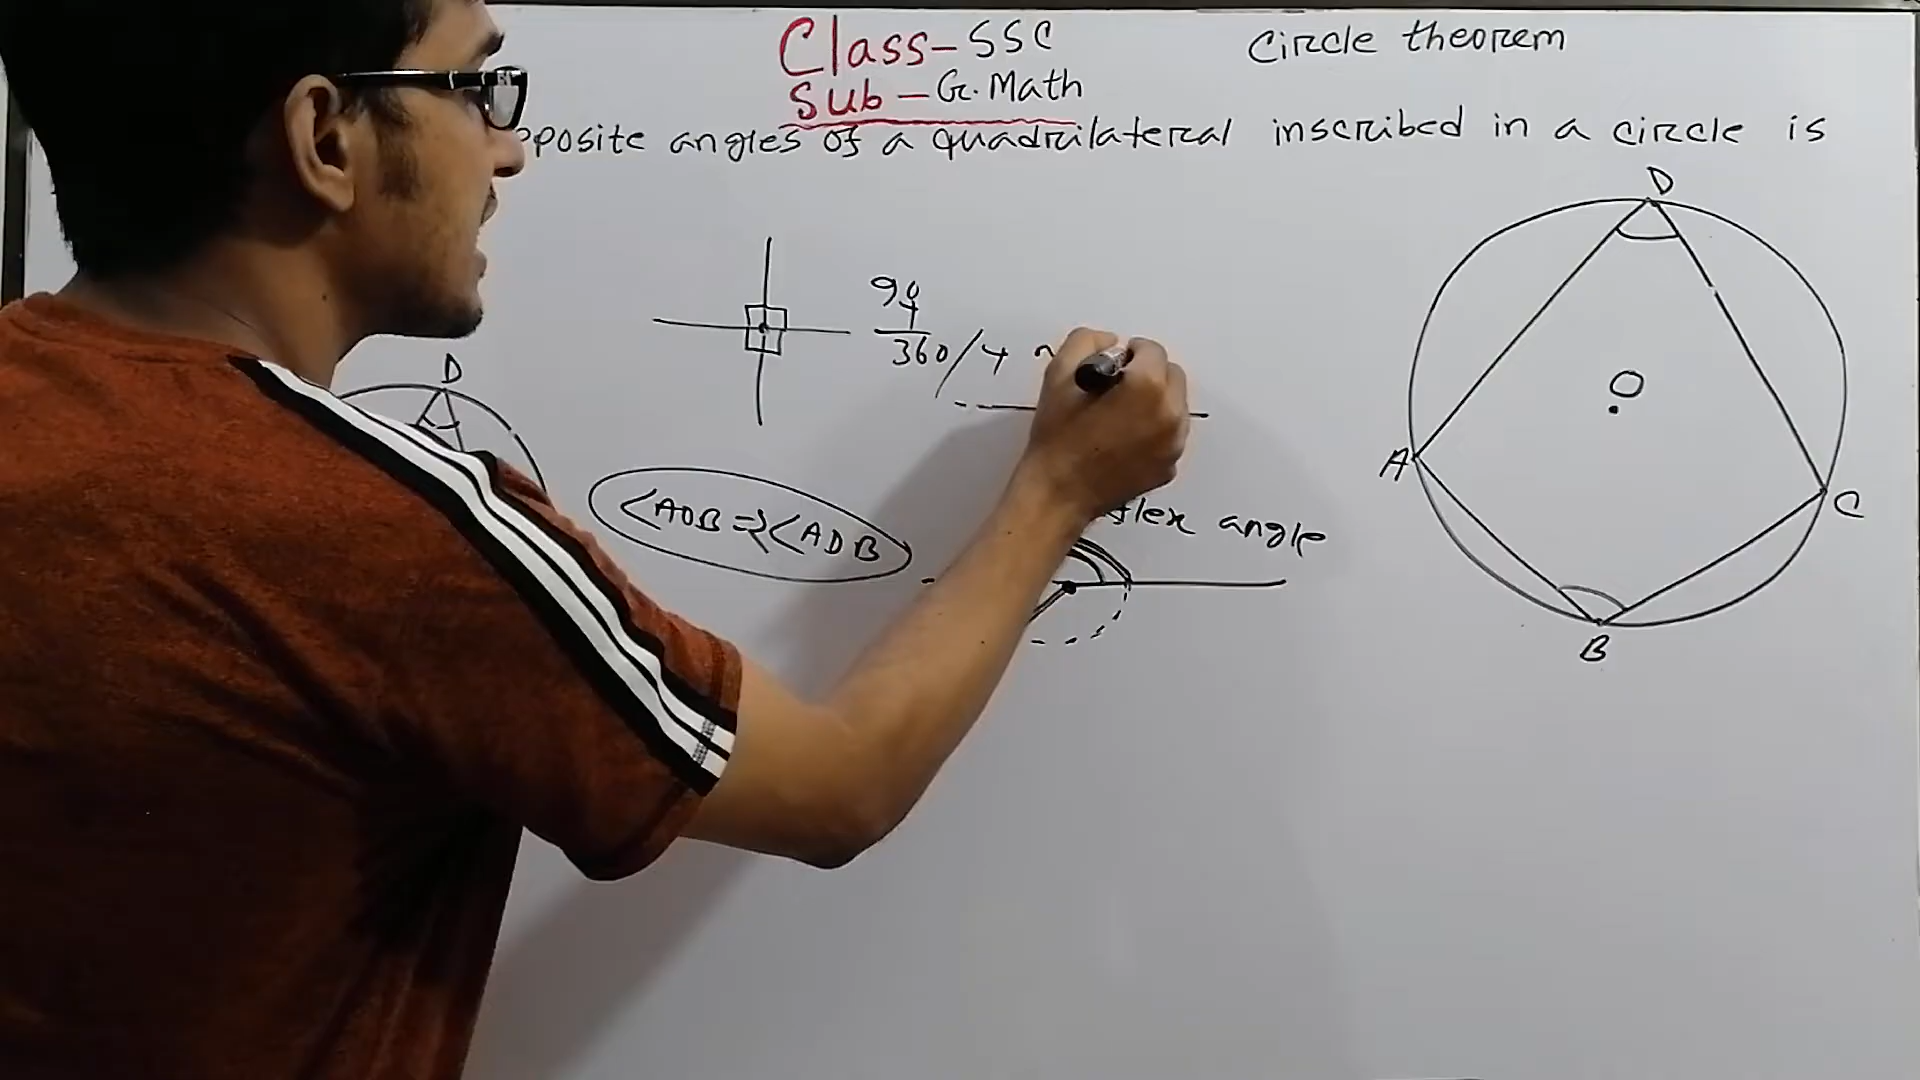 Class-SSC
Circle theorem
Sub-G.Math
pposite angles of a quadrilateral inscribed in a circle is
D
90
4
360/4
O
D
A
C
<AOB => <ADB
flex angle
B